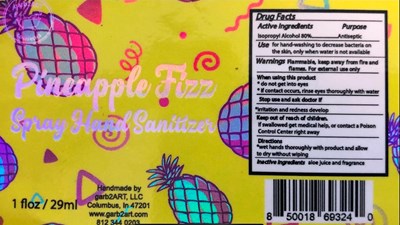 Pineapple Fizz
Spray Hand Sanitizer
1 floz / 29ml
Handmade by
garb2ART, LLC
Columbus, In 47201
www.garb2art.com
812 344 0203
Drug Facts
Active Ingredients Purpose
Isopropyl Alcohol 80%...............Antiseptic
Use for hand-washing to decrease bacteria on
the skin, only when water is not available
Warnings Flammable, keep away from fire and
flames. For external use only
When using this product
* do not get into eyes
* if contact occurs, rinse eyes thoroughly with water
Stop use and ask doctor if
*irritation and redness develop
Keep out of reach of children.
If swallowed get medical help, or contact a Poison
Control Center right away
Directions
*wet hands thoroughly with product and allow
to dry without wiping
Inactive Ingredients aloe juice and fragrance
8 50018 69324 0